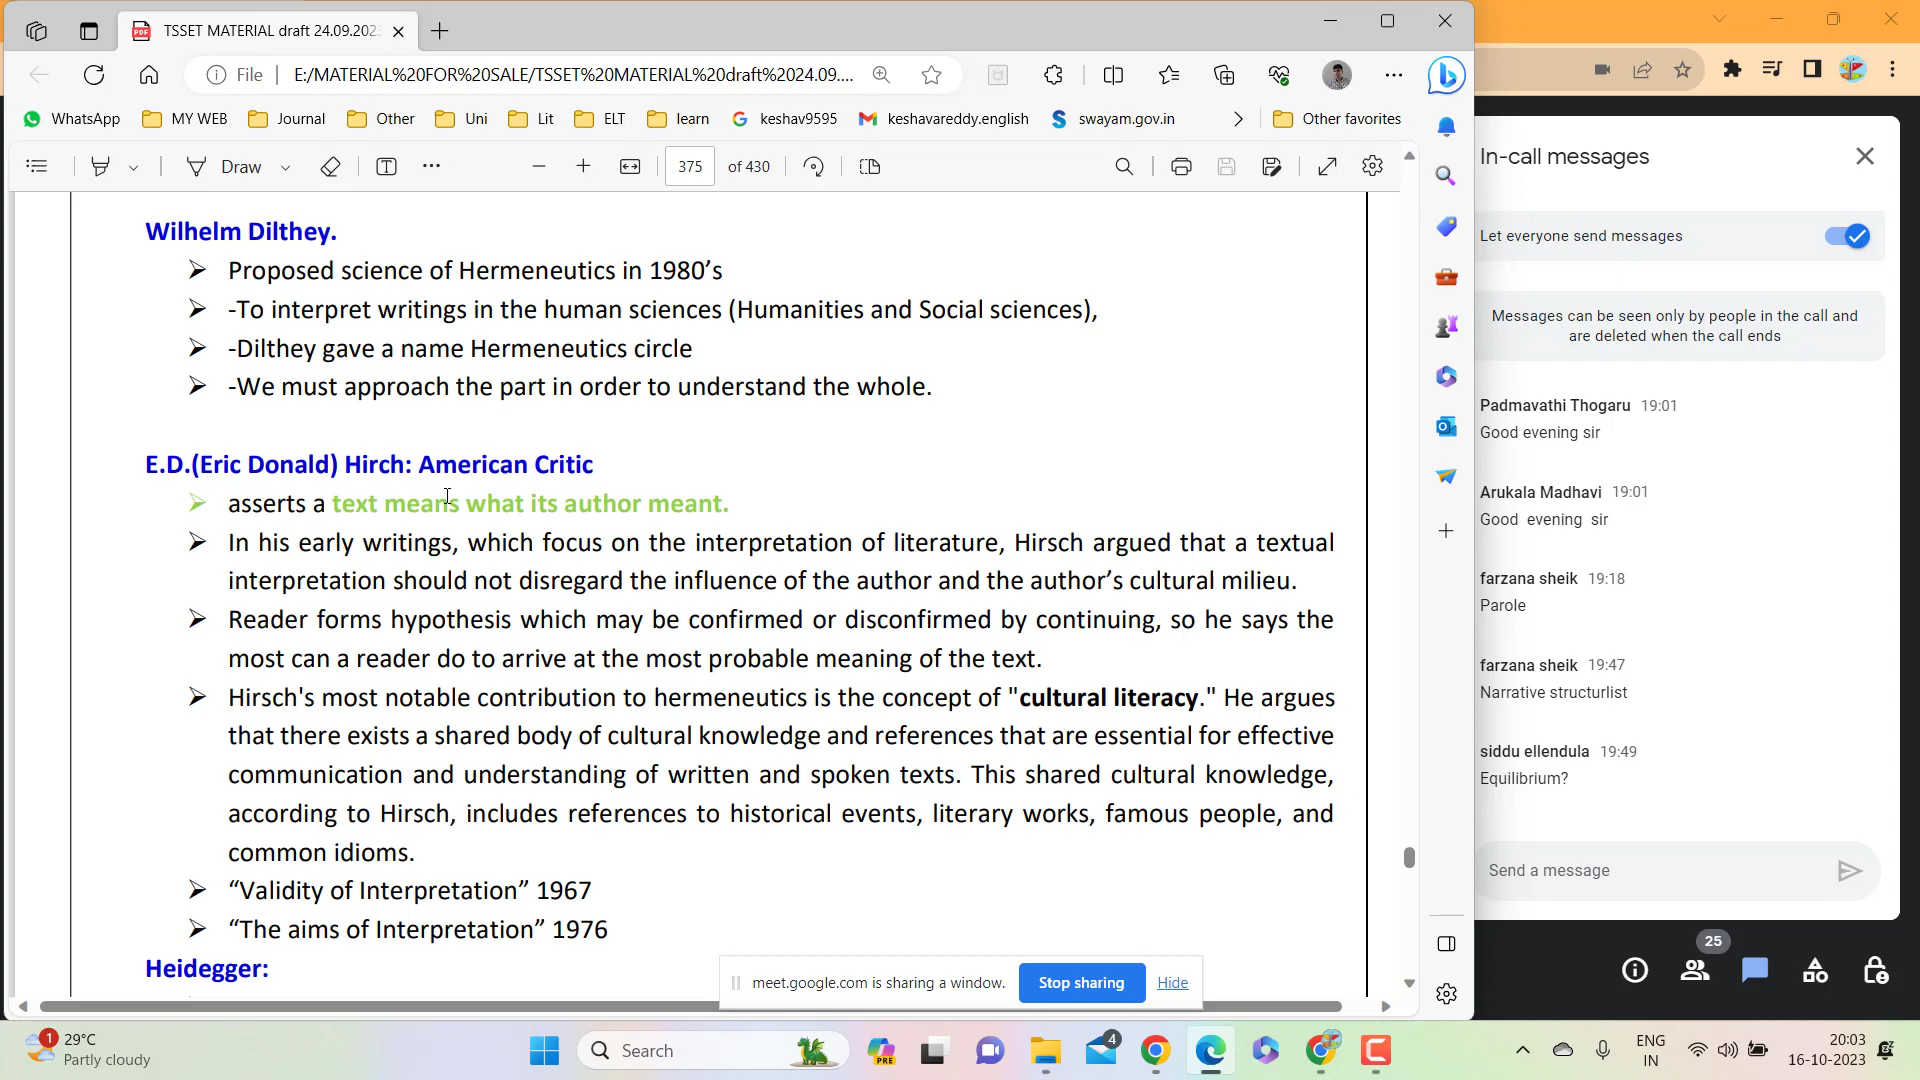 TSSET MATERIAL draft 24.09.202
File
E:/MATERIAL%20FOR%20SALE/TSSET%20MATERIAL%20draft%2024.09....
WhatsApp MY WEB Journal Other Uni Lit ELT learn keshav9595 keshavareddy.english swayam.gov.in Other favorites
Draw 375 of 430
Wilhelm Dilthey.
Proposed science of Hermeneutics in 1980’s
-To interpret writings in the human sciences (Humanities and Social sciences),
-Dilthey gave a name Hermeneutics circle
-We must approach the part in order to understand the whole.
E.D.(Eric Donald) Hirch: American Critic
asserts a text means what its author meant.
In his early writings, which focus on the interpretation of literature, Hirsch argued that a textual
interpretation should not disregard the influence of the author and the author’s cultural milieu.
Reader forms hypothesis which may be confirmed or disconfirmed by continuing, so he says the
most can a reader do to arrive at the most probable meaning of the text.
Hirsch's most notable contribution to hermeneutics is the concept of "cultural literacy." He argues
that there exists a shared body of cultural knowledge and references that are essential for effective
communication and understanding of written and spoken texts. This shared cultural knowledge,
according to Hirsch, includes references to historical events, literary works, famous people, and
common idioms.
“Validity of Interpretation” 1967
“The aims of Interpretation” 1976
Heidegger:
meet.google.com is sharing a window. Stop sharing Hide
In-call messages
Let everyone send messages
Messages can be seen only by people in the call and
are deleted when the call ends
Padmavathi Thogaru 19:01
Good evening sir
Arukala Madhavi 19:01
Good evening sir
farzana sheik 19:18
Parole
farzana sheik 19:47
Narrative structurlist
siddu ellendula 19:49
Equilibrium?
Send a message
25
1
29°C
Partly cloudy
Search
PRE
4
ENG
IN
20:03
16-10-2023